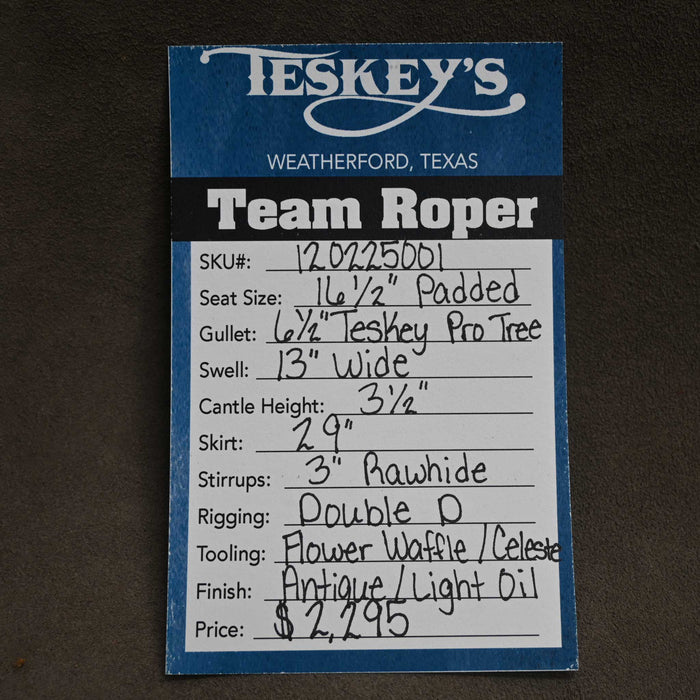 TESKEY'S
WEATHERFORD, TEXAS
Team Roper
SKU#: 120225001
Seat Size: 16 1/2" Padded
Gullet: 6 1/2" Teskey Pro Tree
Swell: 13" Wide
Cantle Height: 3 1/2"
Skirt: 29"
Stirrups: 3" Rawhide
Rigging: Double D
Tooling: Flower Waffle / Celeste
Finish: Antique / Light Oil
Price: $2,295